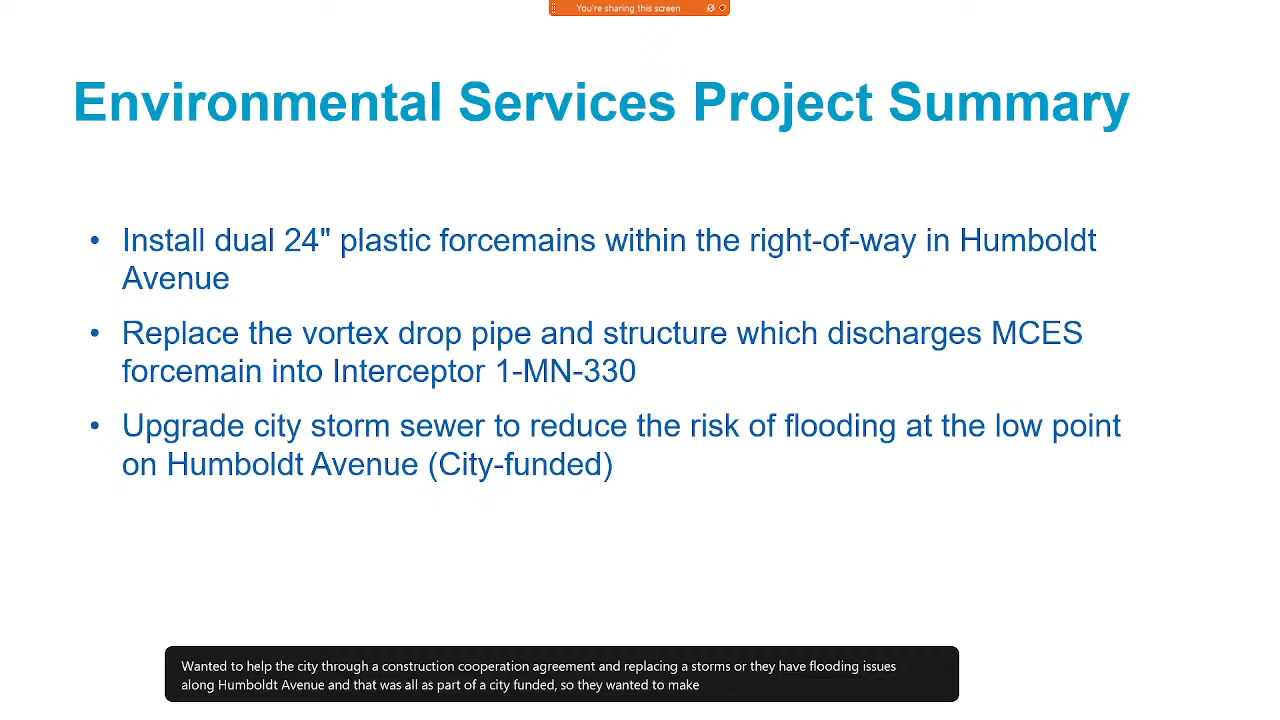 You're sharing this screen
Environmental Services Project Summary
• Install dual 24" plastic forcemains within the right-of-way in Humboldt
Avenue
• Replace the vortex drop pipe and structure which discharges MCES
forcemain into Interceptor 1-MN-330
• Upgrade city storm sewer to reduce the risk of flooding at the low point
on Humboldt Avenue (City-funded)
Wanted to help the city through a construction cooperation agreement and replacing a storms or they have flooding issues
along Humboldt Avenue and that was all as part of a city funded, so they wanted to make